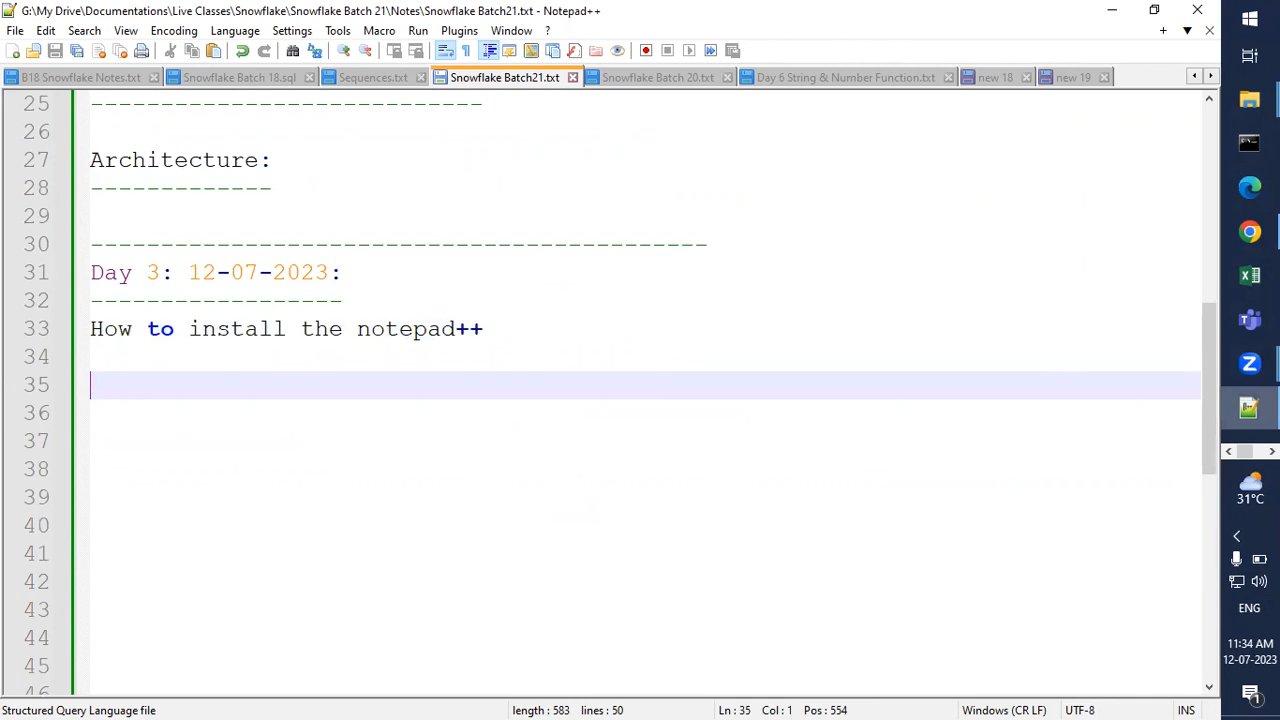 G:\My Drive\Documentations\Live Classes\Snowflake\Snowflake Batch 21\Notes\Snowflake Batch21.txt - Notepad++
File Edit Search View Encoding Language Settings Tools Macro Run Plugins Window ?
B18 Snowflake Notes.txt Snowflake Batch 18.sql Sequences.txt Snowflake Batch21.txt Snowflake Batch 20.txt Day 6 String & Number Function.txt new 18 new 19
25 ----------------------------
26
27 Architecture:
28 -------------
29
30 --------------------------------------------
31 Day 3: 12-07-2023:
32 ------------------
33 How to install the notepad++
34
35
36
37
38
39
40
41
42
43
44
45
46
Structured Query Language file length : 583 lines : 50 Ln : 35 Col : 1 Pos : 554 Windows (CR LF) UTF-8 INS
31°C
ENG
11:34 AM
12-07-2023
1